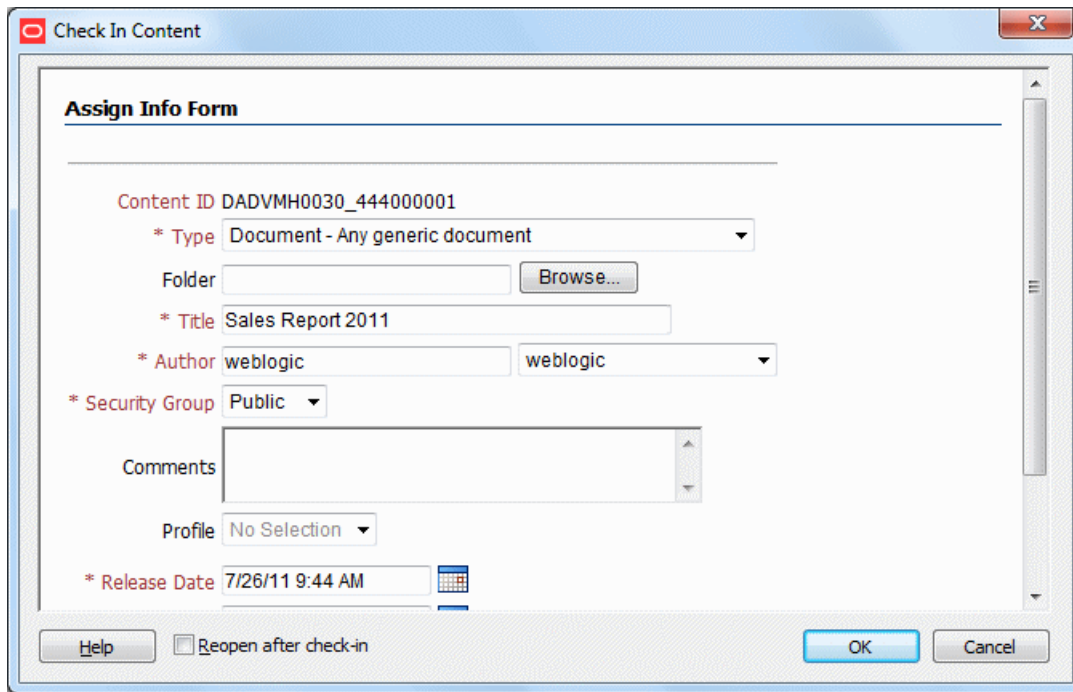 Check In Content
Assign Info Form
Content ID DADVMH0030_444000001
* Type Document - Any generic document
Folder Browse...
* Title Sales Report 2011
* Author weblogic weblogic
* Security Group Public
Comments
Profile No Selection
* Release Date 7/26/11 9:44 AM
Help Reopen after check-in OK Cancel